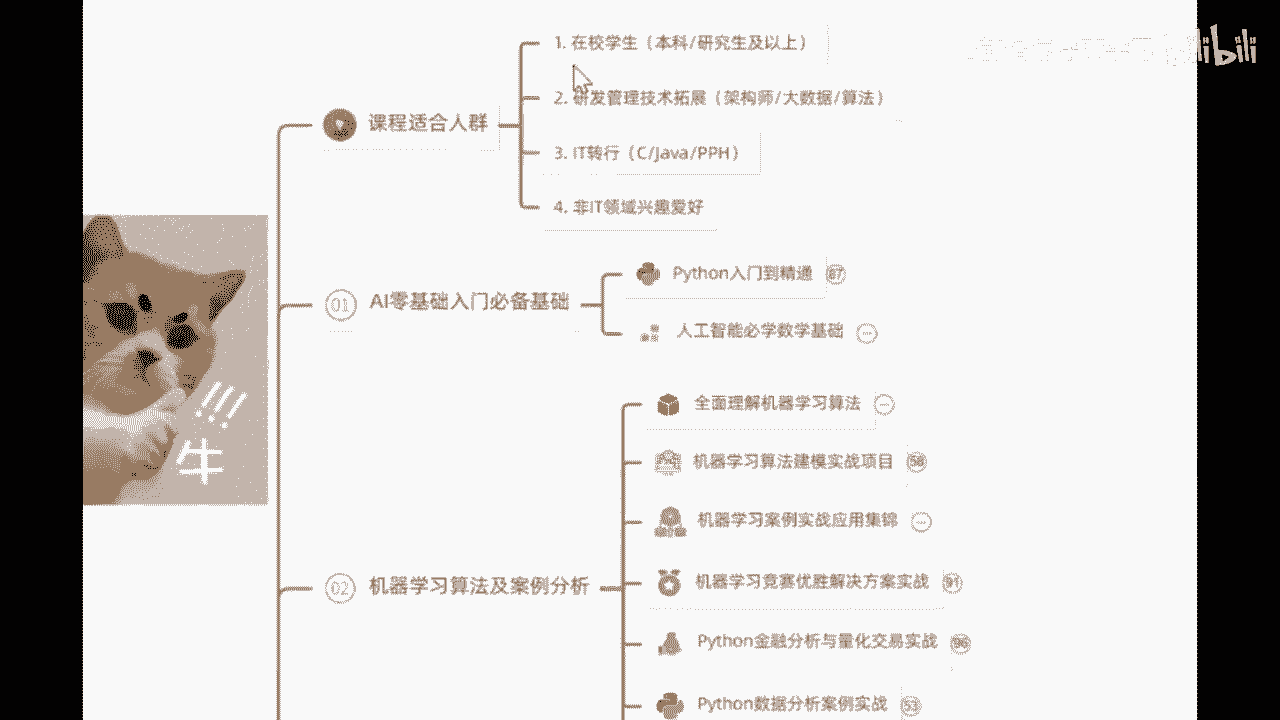 bilibili
课程适合人群
1. 在校学生（本科/研究生及以上）
2. 研发管理技术拓展（架构师/大数据/算法）
3. IT转行（C/Java/PPH）
4. 非IT领域兴趣爱好
01 AI零基础入门必备基础
Python入门到精通 67
人工智能必学数学基础
!!!
牛
02 机器学习算法及案例分析
全面理解机器学习算法
机器学习算法建模实战项目 58
机器学习案例实战应用集锦
机器学习竞赛优胜解决方案实战 91
Python金融分析与量化交易实战 90
Python数据分析案例实战 53